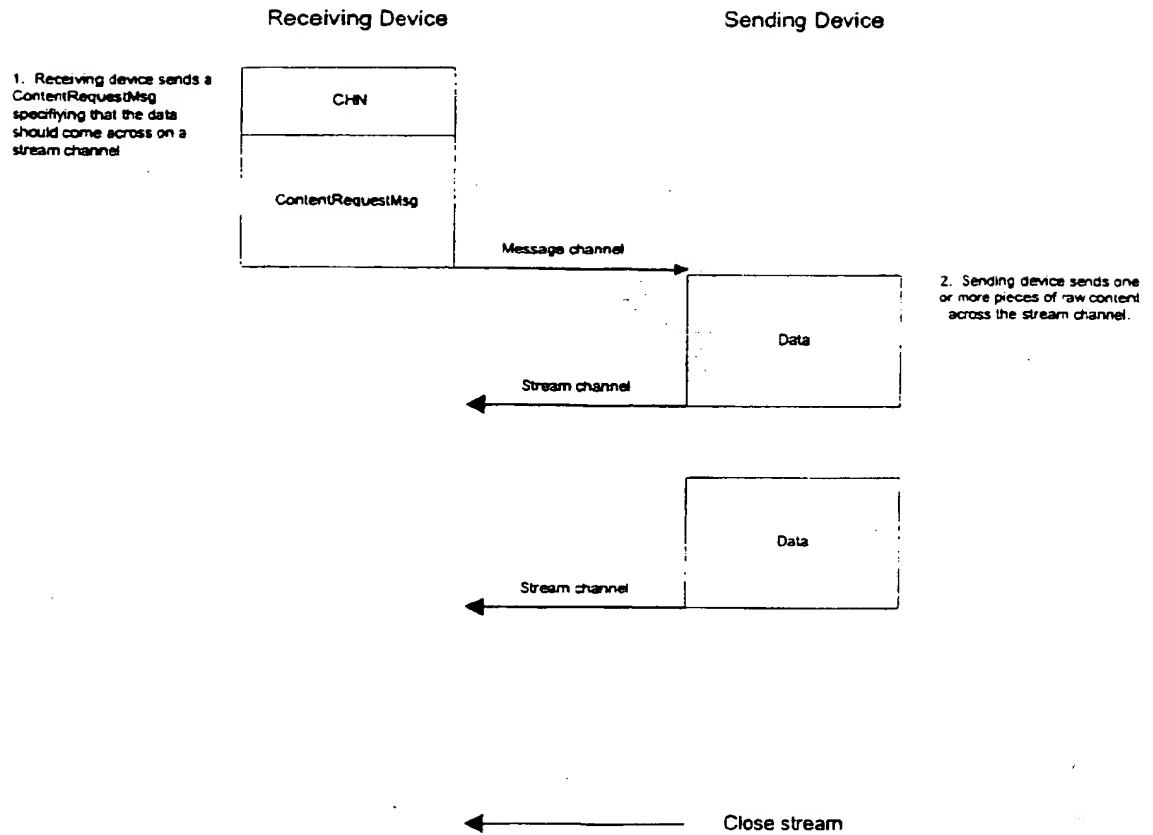 Receiving Device
Sending Device
1. Receiving device sends a
ContentRequestMsg
specifiying that the data
should come across on a
stream channel
CHN
ContentRequestMsg
Message channel
2. Sending device sends one
or more pieces of raw content
across the stream channel.
Data
Stream channel
Data
Stream channel
Close stream